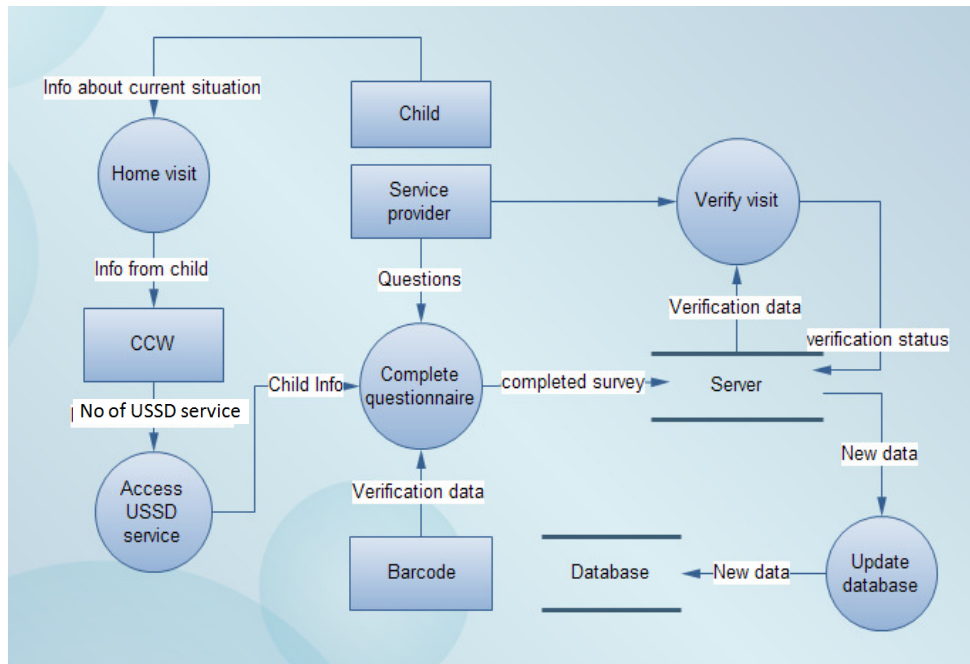 Info about current situation
Child
Home visit
Service
provider
Verify visit
Info from child
Questions
Verification data
CCW
verification status
Child Info
Complete
questionnaire
completed survey
Server
No of USSD service
New data
Access
USSD
service
Verification data
Barcode
Database
New data
Update
database